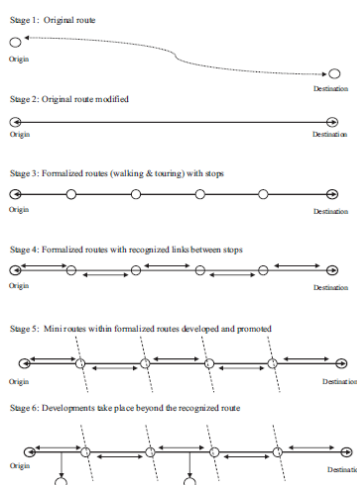 Stage 1: Original route
Origin
Destination
Stage 2: Original route modified
Origin
Destination
Stage 3: Formalized routes (walking & touring) with stops
Origin
Destination
Stage 4: Formalized routes with recognized links between stops
Origin
Destination
Stage 5: Mini routes within formalized routes developed and promoted
Origin
Destination
Stage 6: Developments take place beyond the recognized route
Origin
Destinatio